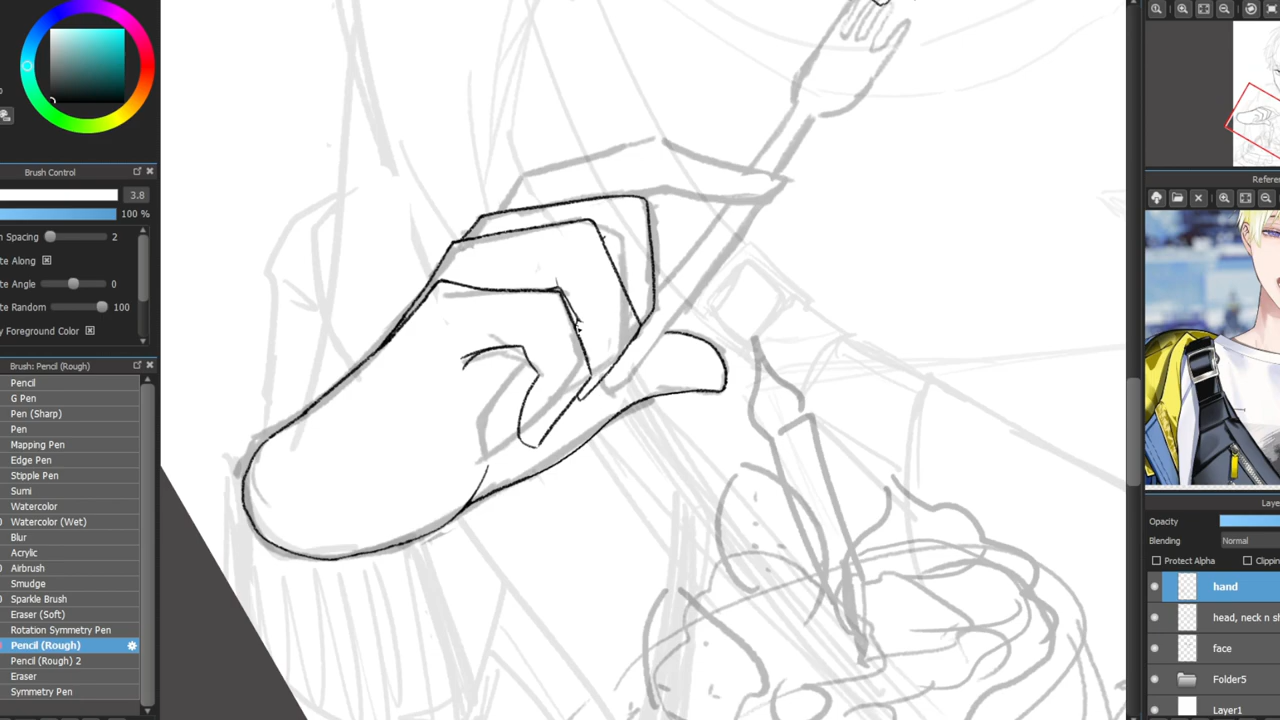 Brush Control
3.8
100 %
Spacing 2
te Along
te Angle 0
te Random 100
Foreground Color
Brush: Pencil (Rough)
Pencil
G Pen
Pen (Sharp)
Pen
Mapping Pen
Edge Pen
Stipple Pen
Sumi
Watercolor
Watercolor (Wet)
Blur
Acrylic
Airbrush
Smudge
Sparkle Brush
Eraser (Soft)
Rotation Symmetry Pen
Pencil (Rough)
Pencil (Rough) 2
Eraser
Symmetry Pen
Refere
Laye
Opacity
Blending Normal
Protect Alpha Clippin
hand
head, neck n sh
face
Folder5
Layer1